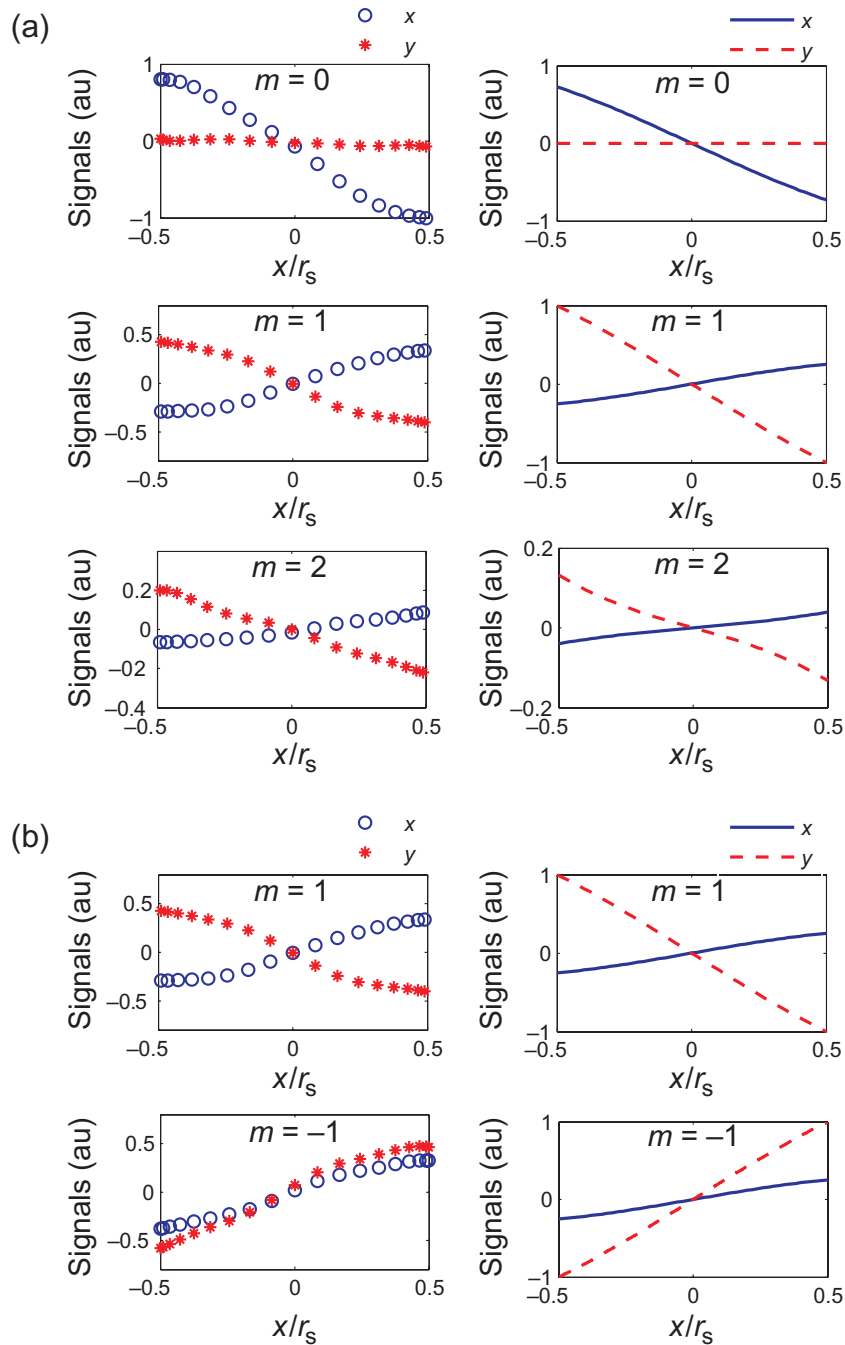 (a)
x
y
x
y
m = 0
Signals (au)
1
0
–1
–0.5
0
0.5
x/rs
m = 0
Signals (au)
1
0
–1
–0.5
0
0.5
x/rs
m = 1
Signals (au)
0.5
0
–0.5
–0.5
0
0.5
x/rs
m = 1
Signals (au)
1
0
–1
–0.5
0
0.5
x/rs
m = 2
Signals (au)
0.2
0
–0.2
–0.4
–0.5
0
0.5
x/rs
m = 2
Signals (au)
0.2
0
–0.2
–0.5
0
0.5
x/rs
(b)
x
y
x
y
m = 1
Signals (au)
0.5
0
–0.5
–0.5
0
0.5
x/rs
m = 1
Signals (au)
1
0
–1
–0.5
0
0.5
x/rs
m = –1
Signals (au)
0.5
0
–0.5
–0.5
0
0.5
x/rs
m = –1
Signals (au)
1
0
–1
–0.5
0
0.5
x/rs